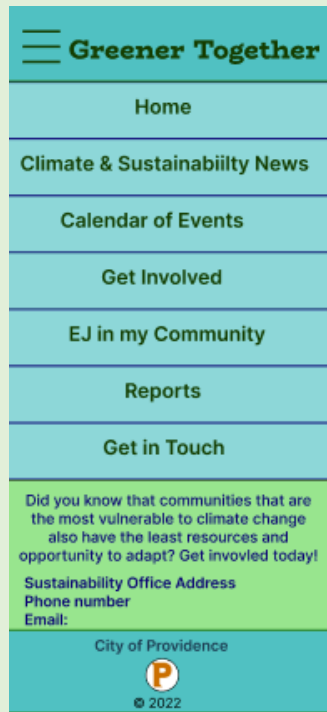 Greener Together
Home
Climate & Sustainabiilty News
Calendar of Events
Get Involved
EJ in my Community
Reports
Get in Touch
Did you know that communities that are
the most vulnerable to climate change
also have the least resources and
opportunity to adapt? Get invovled today!
Sustainability Office Address
Phone number
Email:
City of Providence
P
© 2022